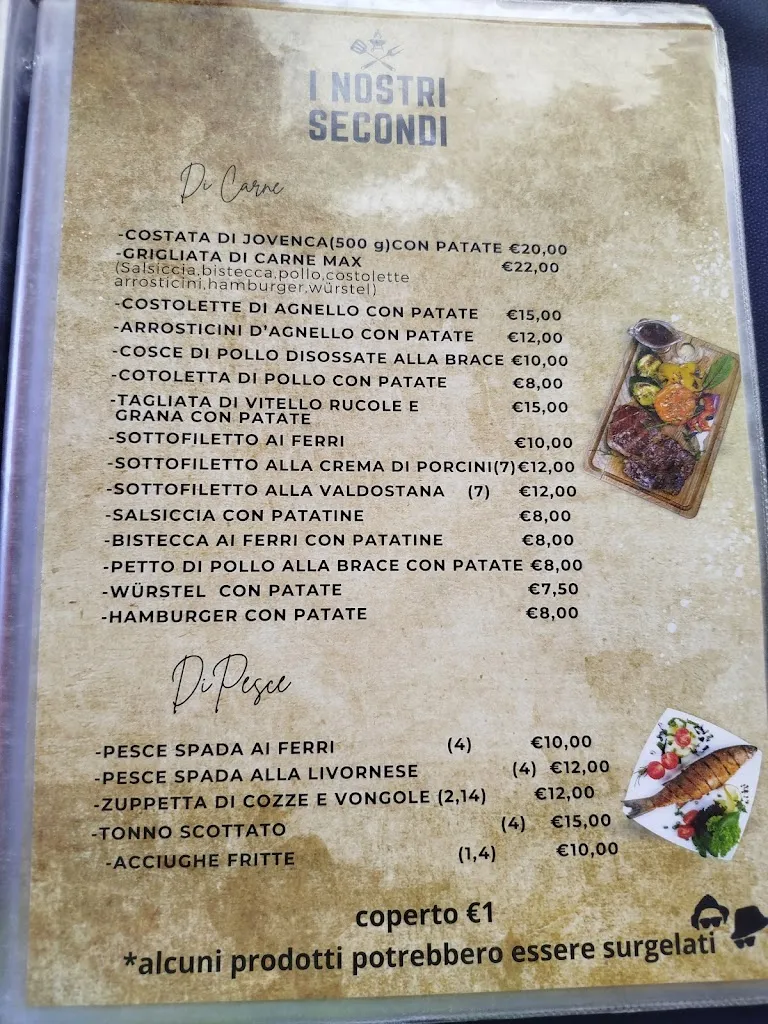 I NOSTRI
SECONDI
Di Carne
-COSTATA DI JOVENCA(500 g)CON PATATE €20,00
-GRIGLIATA DI CARNE MAX €22,00
(Salsiccia,bistecca,pollo,costolette
arrosticini,hamburger,würstel)
-COSTOLETTE DI AGNELLO CON PATATE €15,00
-ARROSTICINI D'AGNELLO CON PATATE €12,00
-COSCE DI POLLO DISOSSATE ALLA BRACE €10,00
-COTOLETTA DI POLLO CON PATATE €8,00
-TAGLIATA DI VITELLO RUCOLE E €15,00
GRANA CON PATATE
-SOTTOFILETTO AI FERRI €10,00
-SOTTOFILETTO ALLA CREMA DI PORCINI(7)€12,00
-SOTTOFILETTO ALLA VALDOSTANA (7) €12,00
-SALSICCIA CON PATATINE €8,00
-BISTECCA AI FERRI CON PATATINE €8,00
-PETTO DI POLLO ALLA BRACE CON PATATE €8,00
-WÜRSTEL CON PATATE €7,50
-HAMBURGER CON PATATE €8,00
Di Pesce
-PESCE SPADA AI FERRI (4) €10,00
-PESCE SPADA ALLA LIVORNESE (4) €12,00
-ZUPPETTA DI COZZE E VONGOLE (2,14) €12,00
-TONNO SCOTTATO (4) €15,00
-ACCIUGHE FRITTE (1,4) €10,00
coperto €1
*alcuni prodotti potrebbero essere surgelati